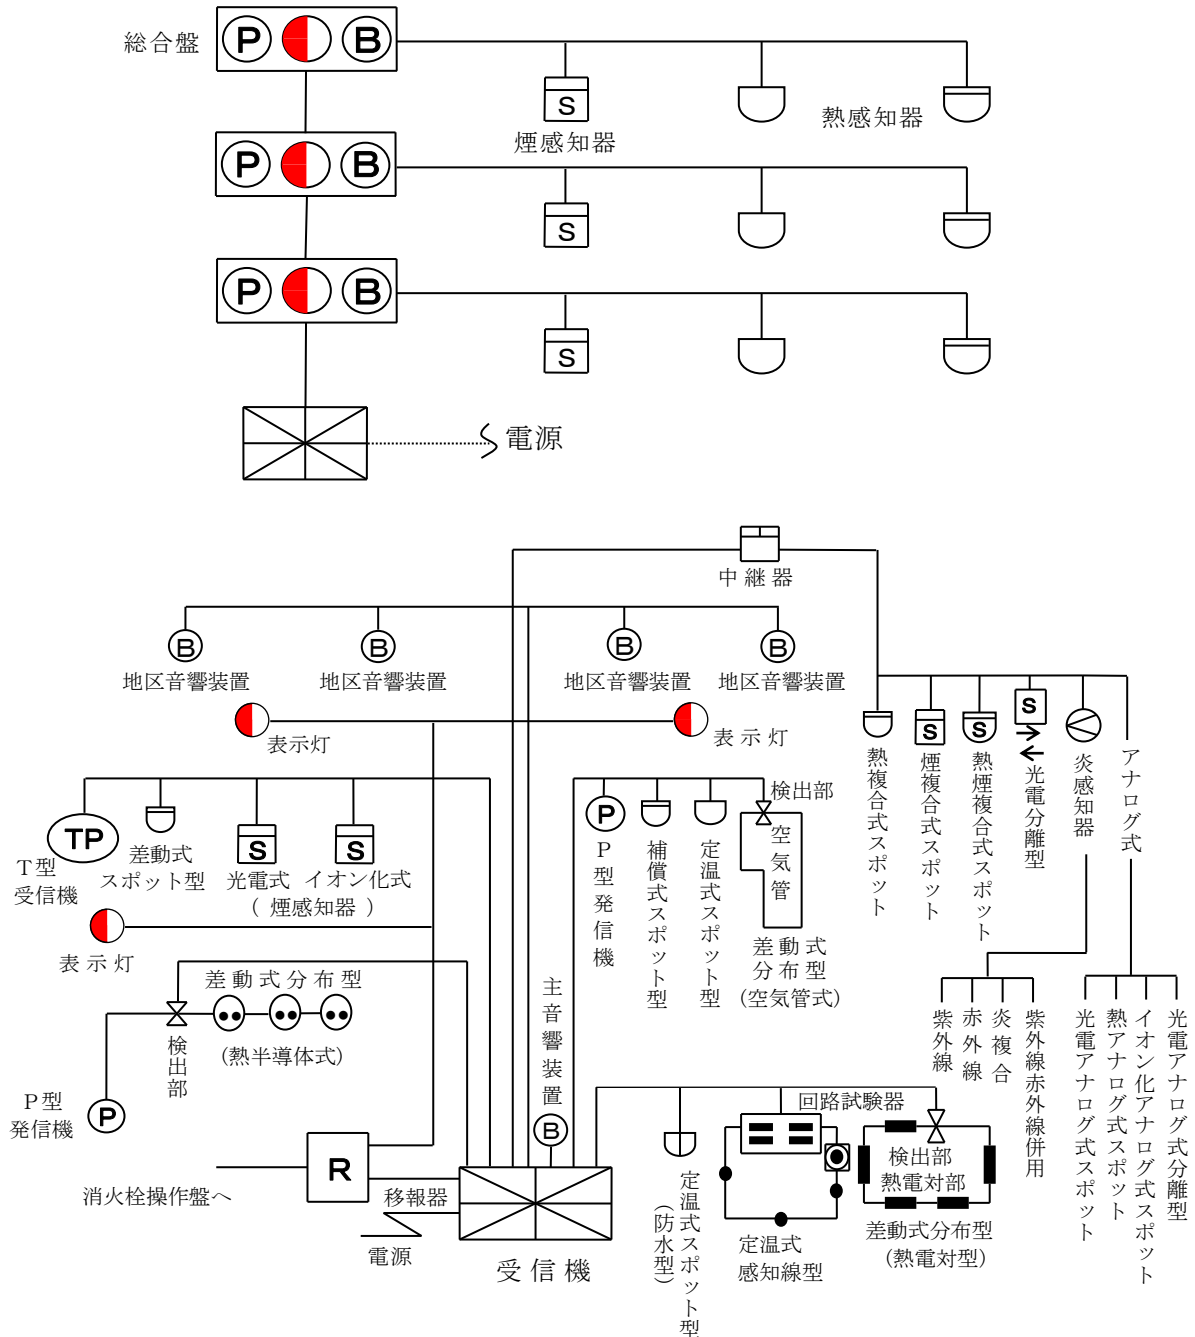 総合盤
P B
S
煙感知器
熱感知器
P B
S
P B
S
電源
中継器
B
B
B
B
地区音響装置
地区音響装置
地区音響装置
地区音響装置
表示灯
表示灯
S
S
S
熱複合式スポット
煙複合式スポット
熱煙複合式スポット
光電分離型
炎感知器
アナログ式
TP
T型
受信機
差動式
スポット型
S
光電式
S
イオン化式
(煙感知器)
P
P型発信機
補償式スポット型
定温式スポット型
検出部
空気管
差動式
分布型
(空気管式)
表示灯
差動式分布型
(熱半導体式)
検出部
P型
発信機
P
主音響装置
B
紫外線
赤外線
炎複合
紫外線赤外線併用
光電アナログ式スポット
熱アナログ式スポット
イオン化アナログ式スポット
光電アナログ式分離型
R
消火栓操作盤へ
移報器
電源
受信機
定温式スポット型
(防水型)
回路試験器
定温式
感知線型
検出部
熱電対部
差動式分布型
(熱電対型)